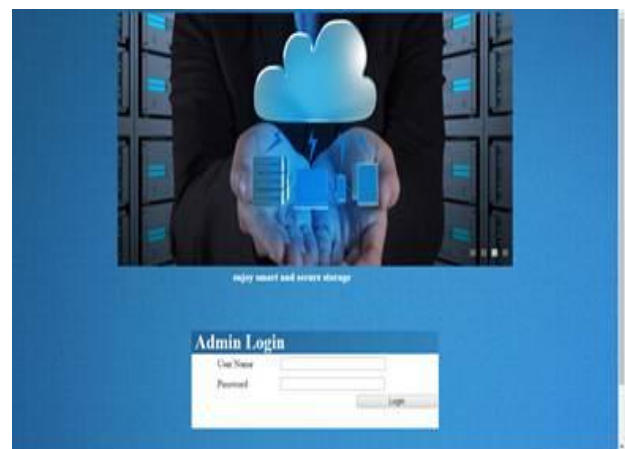 enjoy smart and secure storage
Admin Login
User Name
Password
Login